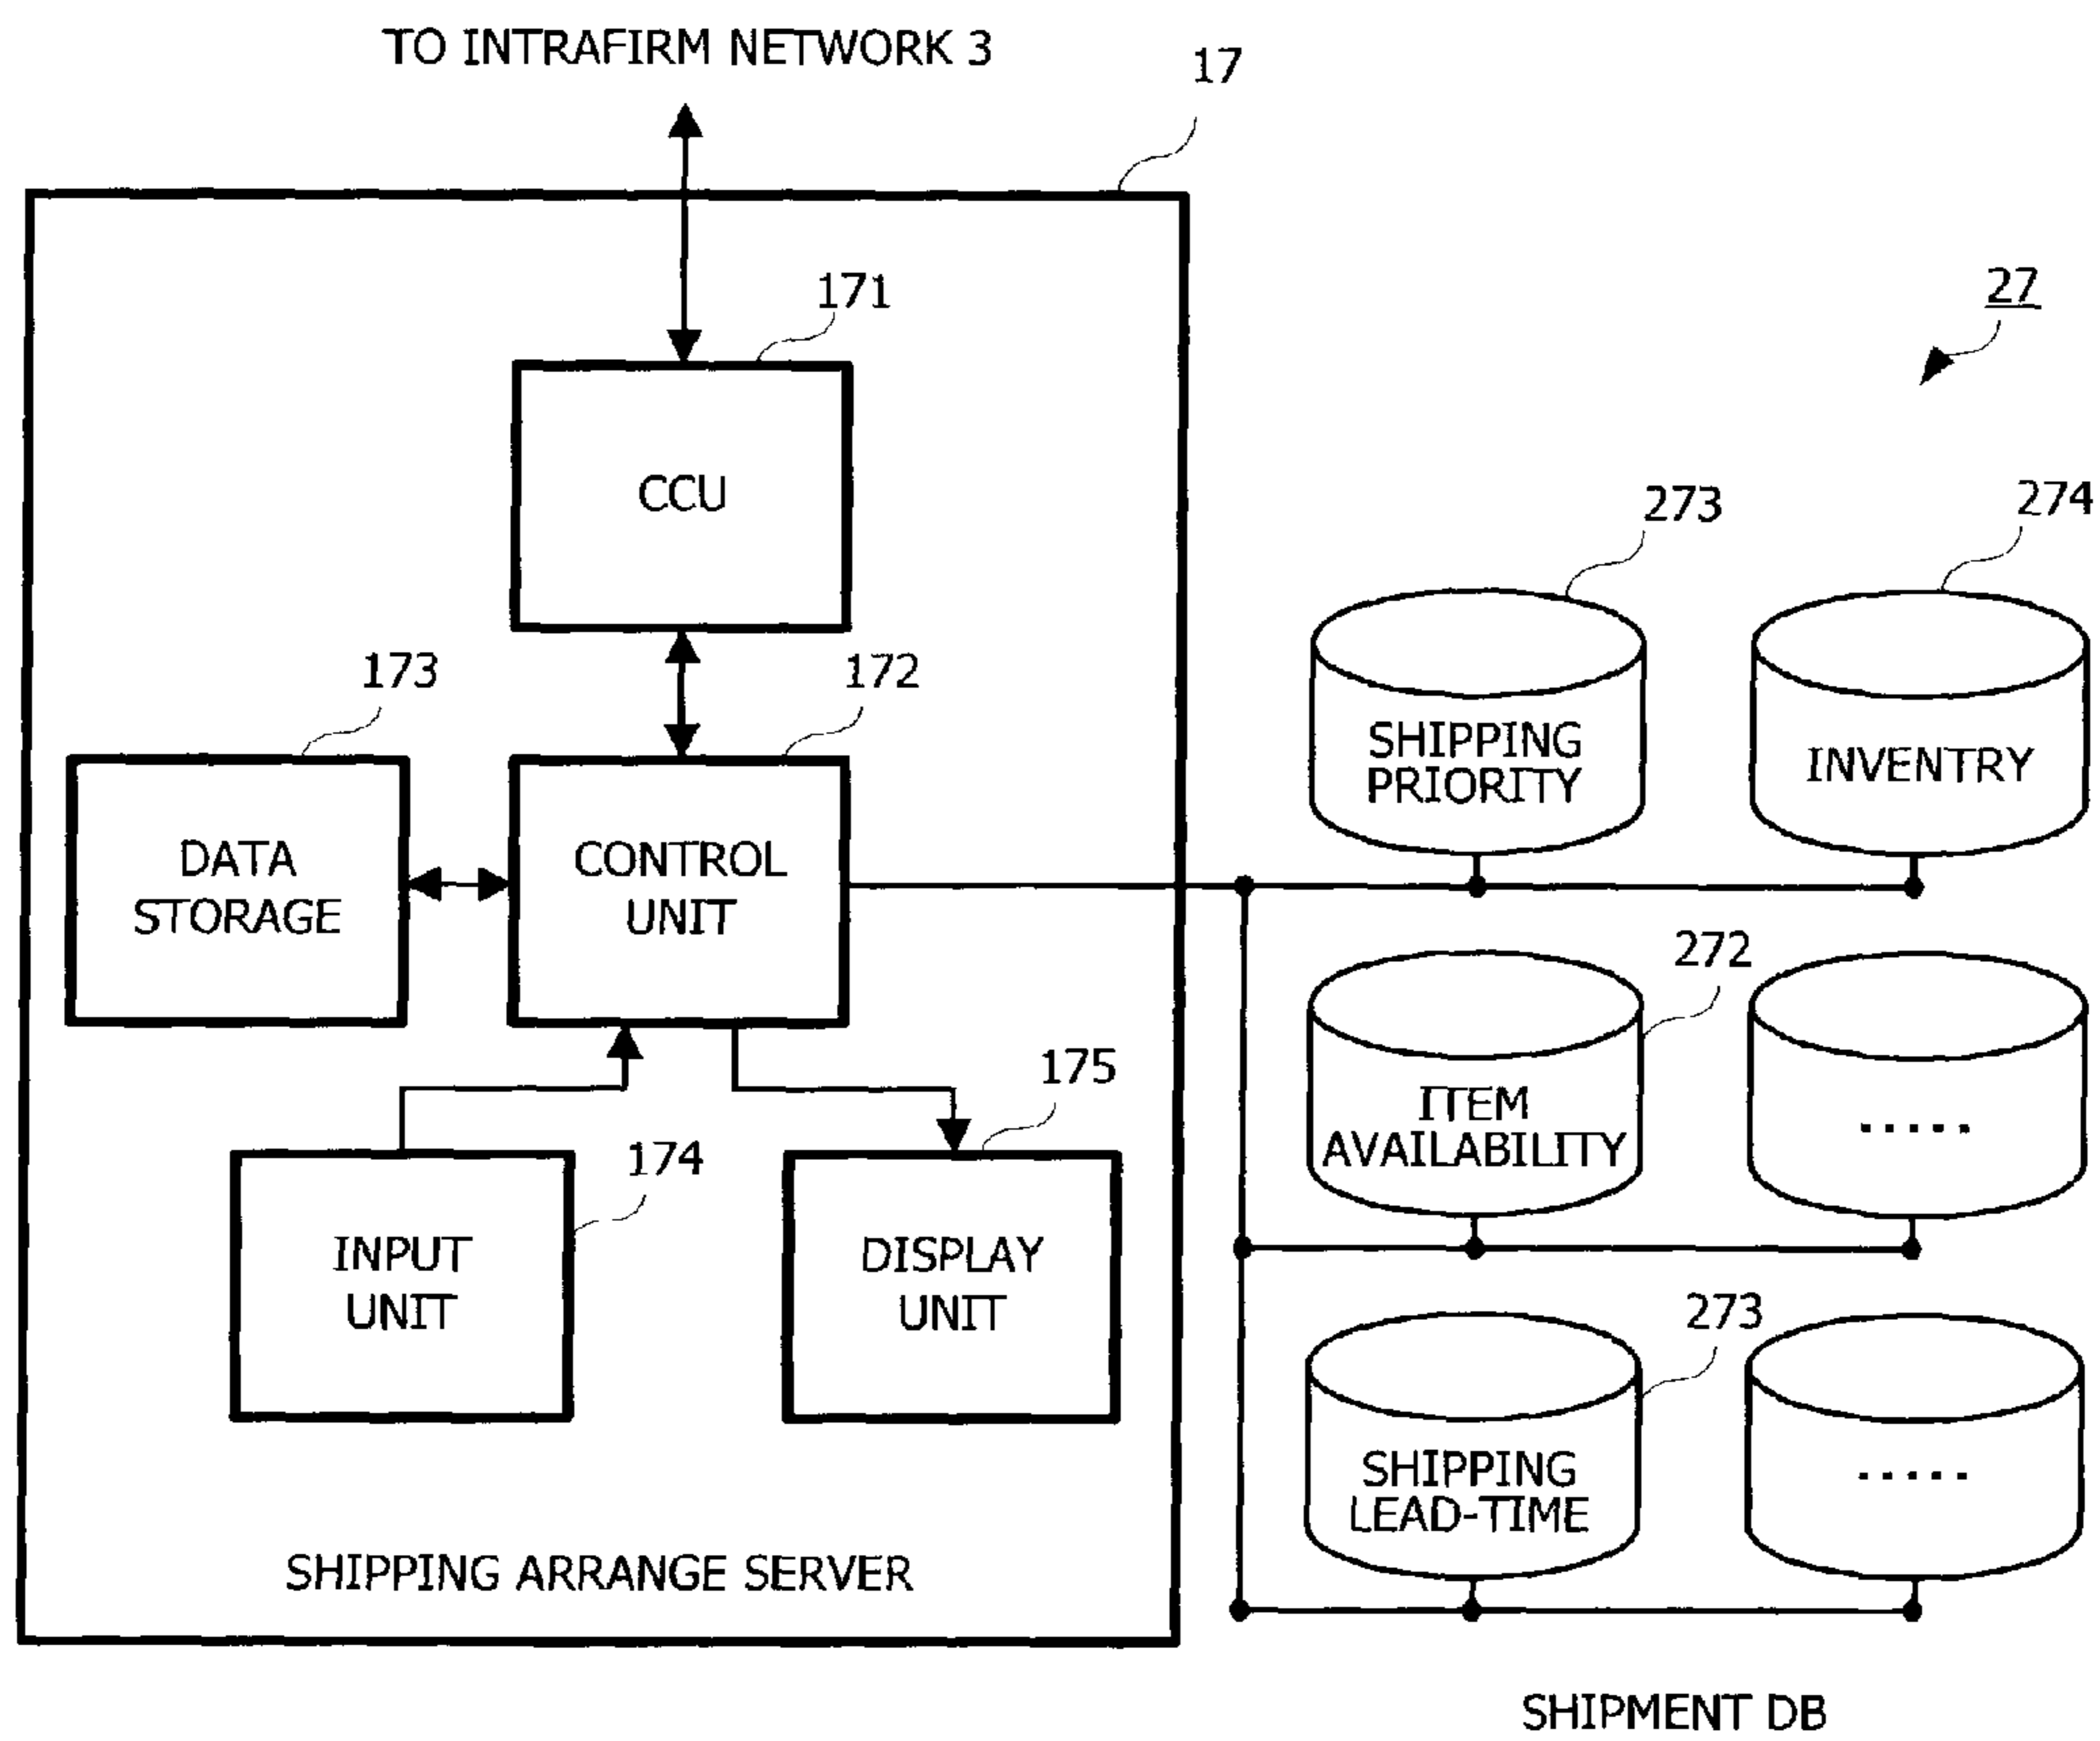 TO INTRAFIRM NETWORK 3
17
171
27
CCU
273
274
173
172
SHIPPING
PRIORITY
INVENTRY
DATA
STORAGE
CONTROL
UNIT
272
175
ITEM
AVAILABILITY
.....
174
INPUT
UNIT
DISPLAY
UNIT
273
SHIPPING
LEAD-TIME
.....
SHIPPING ARRANGE SERVER
SHIPMENT DB